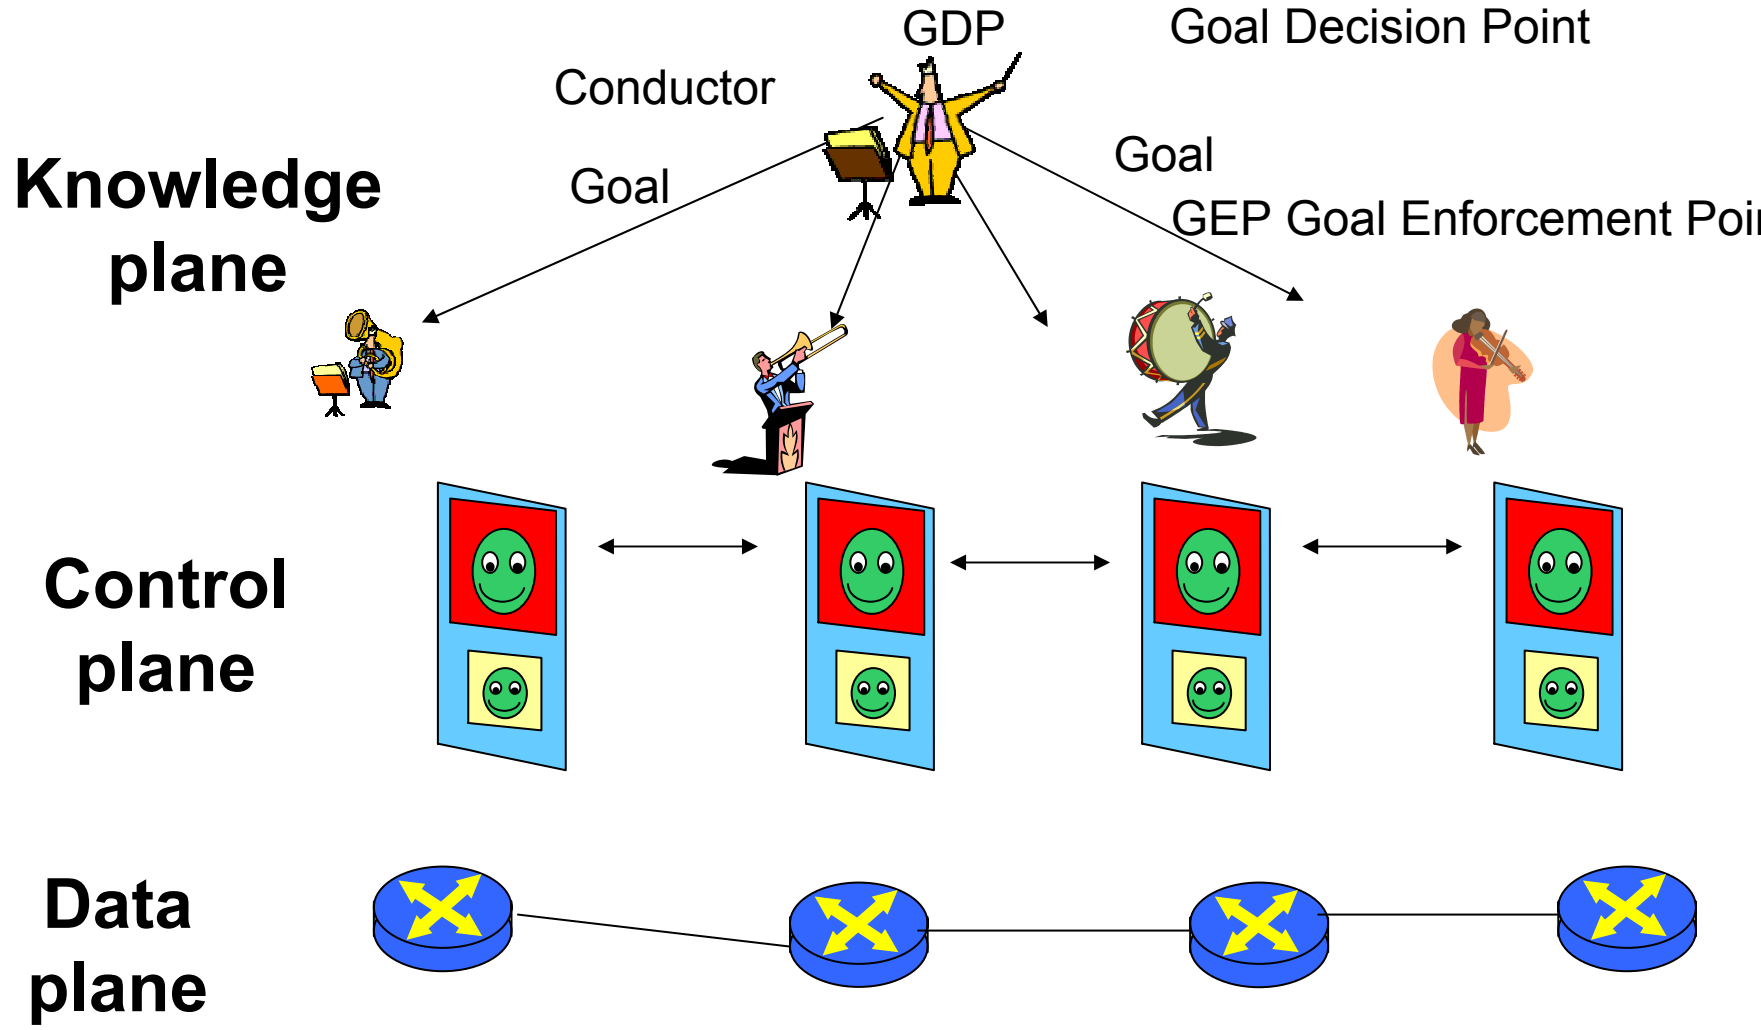 GDP
Goal Decision Point
Conductor
Knowledge
plane
Goal
Goal
GEP Goal Enforcement Poi
Control
plane
Data
plane